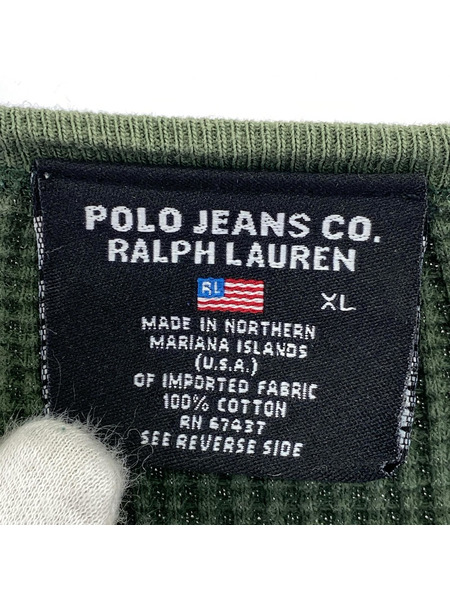 POLO JEANS CO.
RALPH LAUREN
RL
XL
MADE IN NORTHERN
MARIANA ISLANDS
(U.S.A.)
OF IMPORTED FABRIC
100% COTTON
RN 67437
SEE REVERSE SIDE